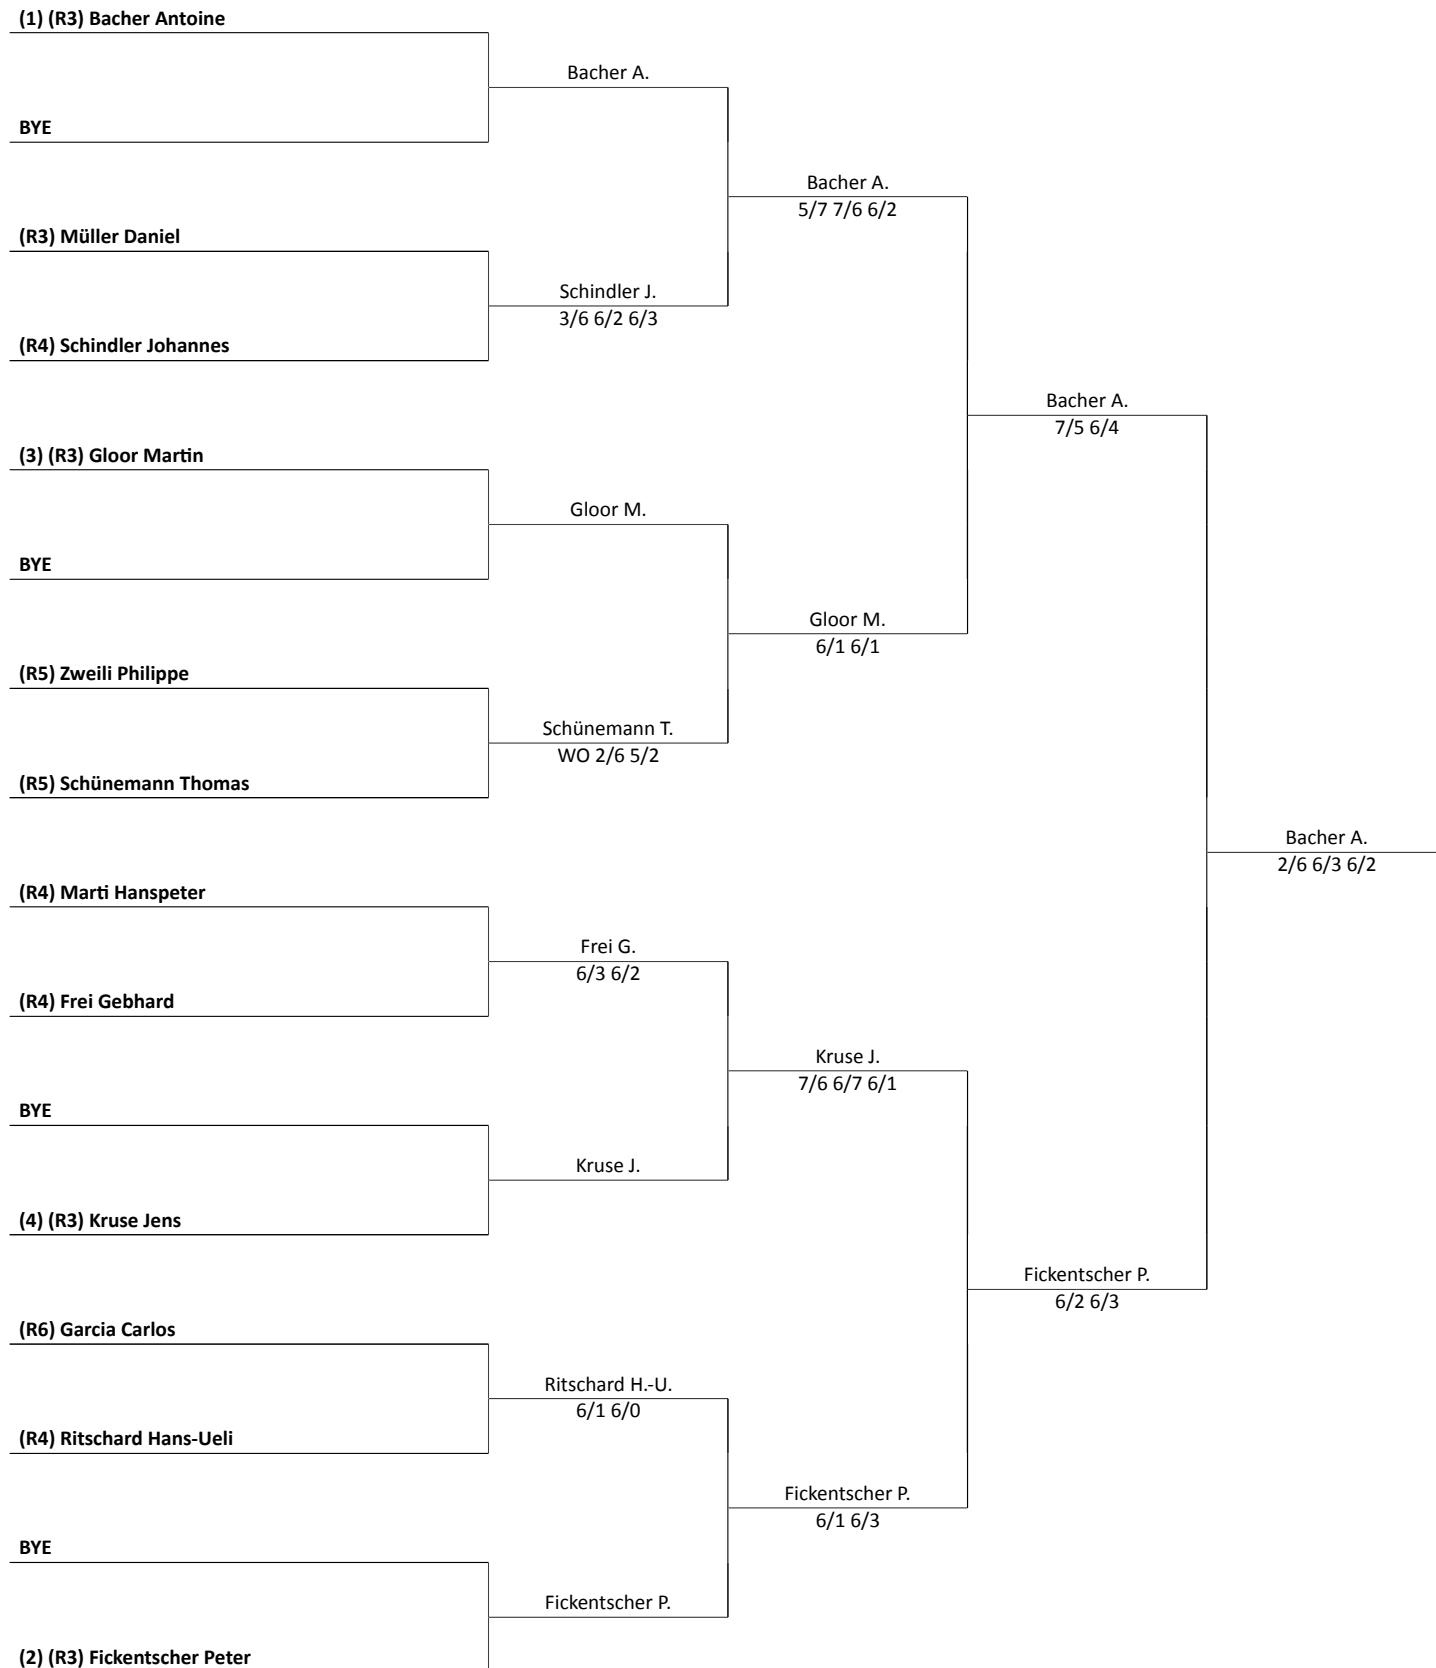 (1) (R3) Bacher Antoine
Bacher A.
BYE
Bacher A.
5/7 7/6 6/2
(R3) Müller Daniel
Schindler J.
3/6 6/2 6/3
(R4) Schindler Johannes
Bacher A.
7/5 6/4
(3) (R3) Gloor Martin
Gloor M.
BYE
Gloor M.
6/1 6/1
(R5) Zweili Philippe
Schünemann T.
WO 2/6 5/2
(R5) Schünemann Thomas
Bacher A.
2/6 6/3 6/2
(R4) Marti Hanspeter
Frei G.
6/3 6/2
(R4) Frei Gebhard
Kruse J.
7/6 6/7 6/1
BYE
Kruse J.
(4) (R3) Kruse Jens
Fickentscher P.
6/2 6/3
(R6) Garcia Carlos
Ritschard H.-U.
6/1 6/0
(R4) Ritschard Hans-Ueli
Fickentscher P.
6/1 6/3
BYE
Fickentscher P.
(2) (R3) Fickentscher Peter